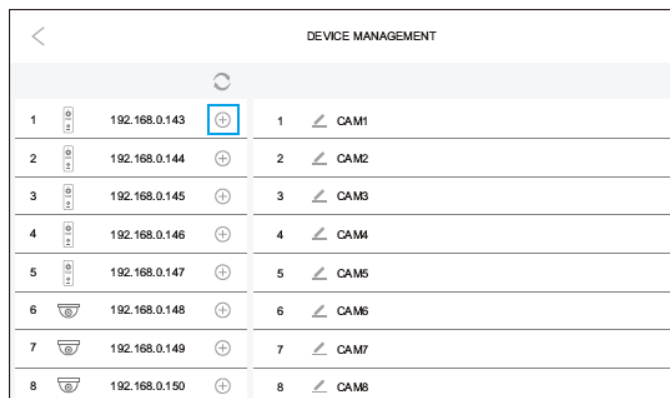 DEVICE MANAGEMENT
1 192.168.0.143 1 CAM1
2 192.168.0.144 2 CAM2
3 192.168.0.145 3 CAM3
4 192.168.0.146 4 CAM4
5 192.168.0.147 5 CAM5
6 192.168.0.148 6 CAM6
7 192.168.0.149 7 CAM7
8 192.168.0.150 8 CAM8